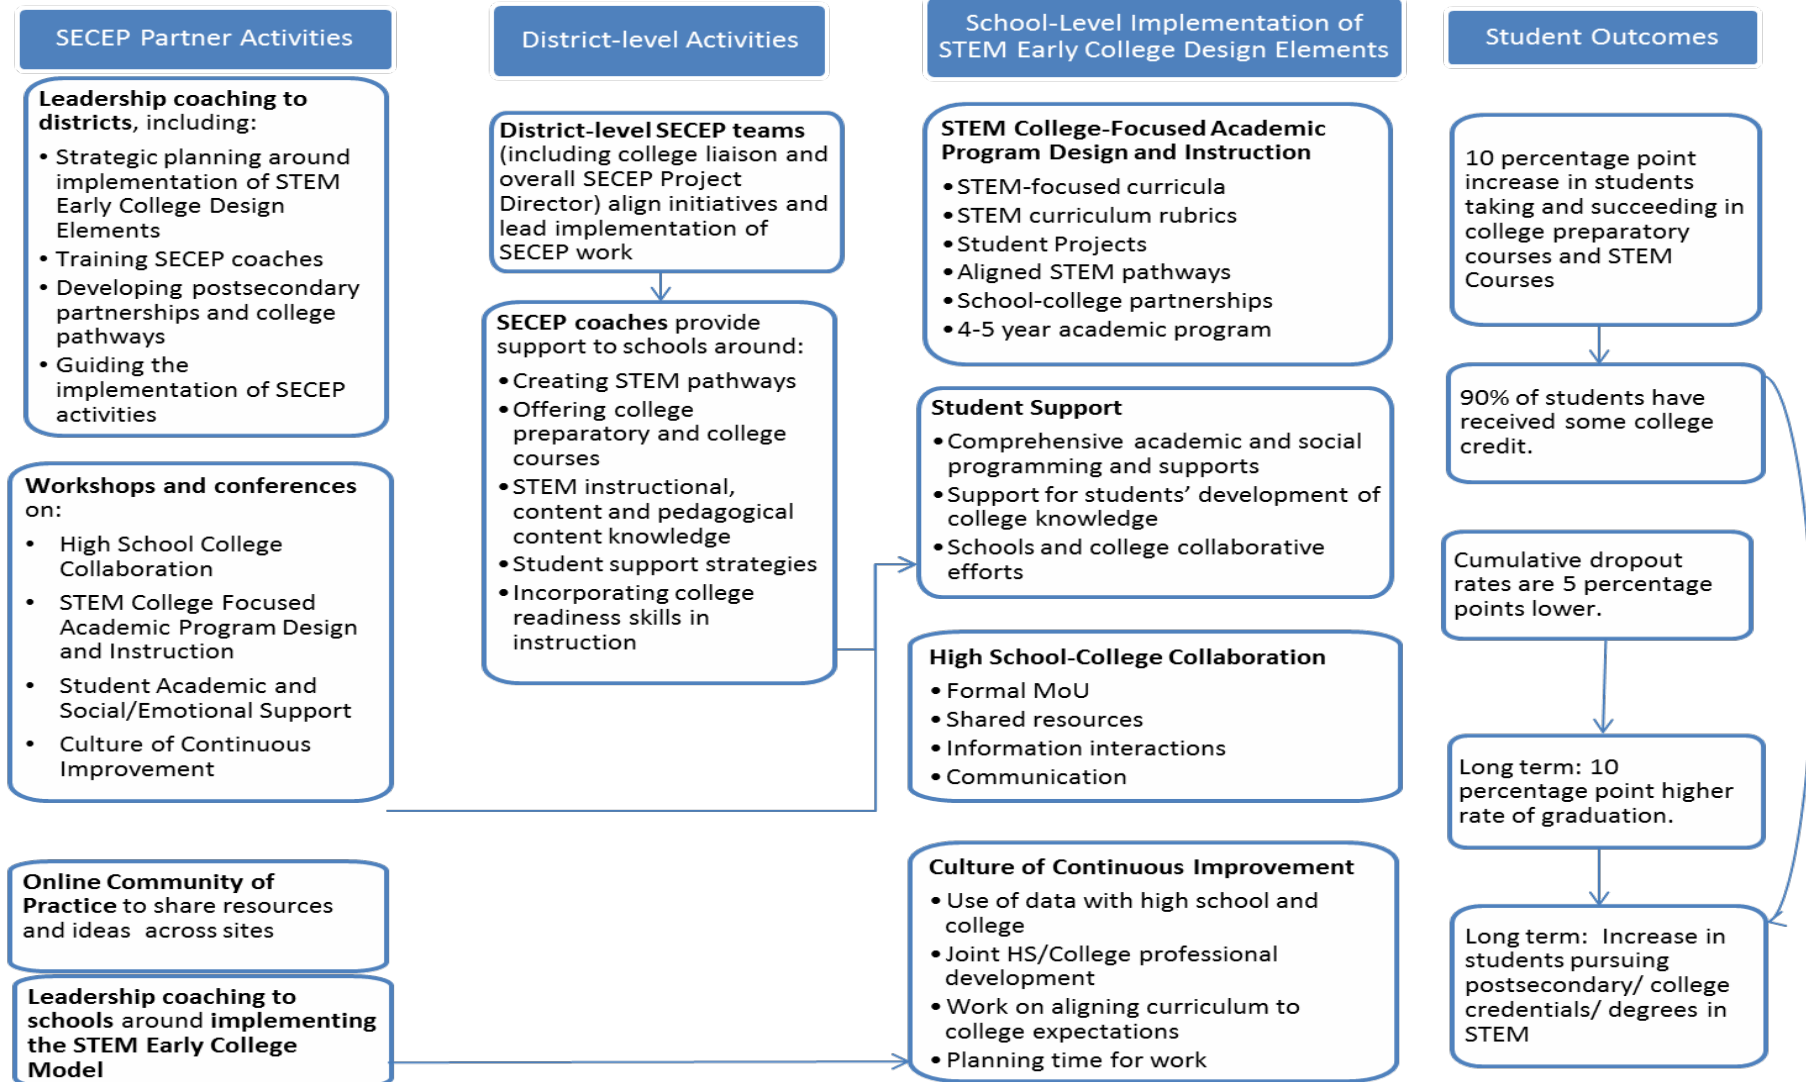 SECEP Partner Activities
Leadership coaching to
districts, including:
• Strategic planning around
implementation of STEM
Early College Design
Elements
• Training SECEP coaches
• Developing postsecondary
partnerships and college
pathways
• Guiding the
implementation of SECEP
activities
Workshops and conferences
on:
• High School College
Collaboration
• STEM College Focused
Academic Program Design
and Instruction
• Student Academic and
Social/Emotional Support
• Culture of Continuous
Improvement
Online Community of
Practice to share resources
and ideas across sites
Leadership coaching to
schools around implementing
the STEM Early College
Model
District-level Activities
District-level SECEP teams
(including college liaison and
overall SECEP Project
Director) align initiatives and
lead implementation of
SECEP work
SECEP coaches provide
support to schools around:
• Creating STEM pathways
• Offering college
preparatory and college
courses
• STEM instructional,
content and pedagogical
content knowledge
• Student support strategies
• Incorporating college
readiness skills in
instruction
School-Level Implementation of
STEM Early College Design Elements
STEM College-Focused Academic
Program Design and Instruction
• STEM-focused curricula
• STEM curriculum rubrics
• Student Projects
• Aligned STEM pathways
• School-college partnerships
• 4-5 year academic program
Student Support
• Comprehensive academic and social
programming and supports
• Support for students’ development of
college knowledge
• Schools and college collaborative
efforts
High School-College Collaboration
• Formal MoU
• Shared resources
• Information interactions
• Communication
Culture of Continuous Improvement
• Use of data with high school and
college
• Joint HS/College professional
development
• Work on aligning curriculum to
college expectations
• Planning time for work
Student Outcomes
10 percentage point
increase in students
taking and succeeding in
college preparatory
courses and STEM
Courses
90% of students have
received some college
credit.
Cumulative dropout
rates are 5 percentage
points lower.
Long term: 10
percentage point higher
rate of graduation.
Long term: Increase in
students pursuing
postsecondary/ college
credentials/ degrees in
STEM